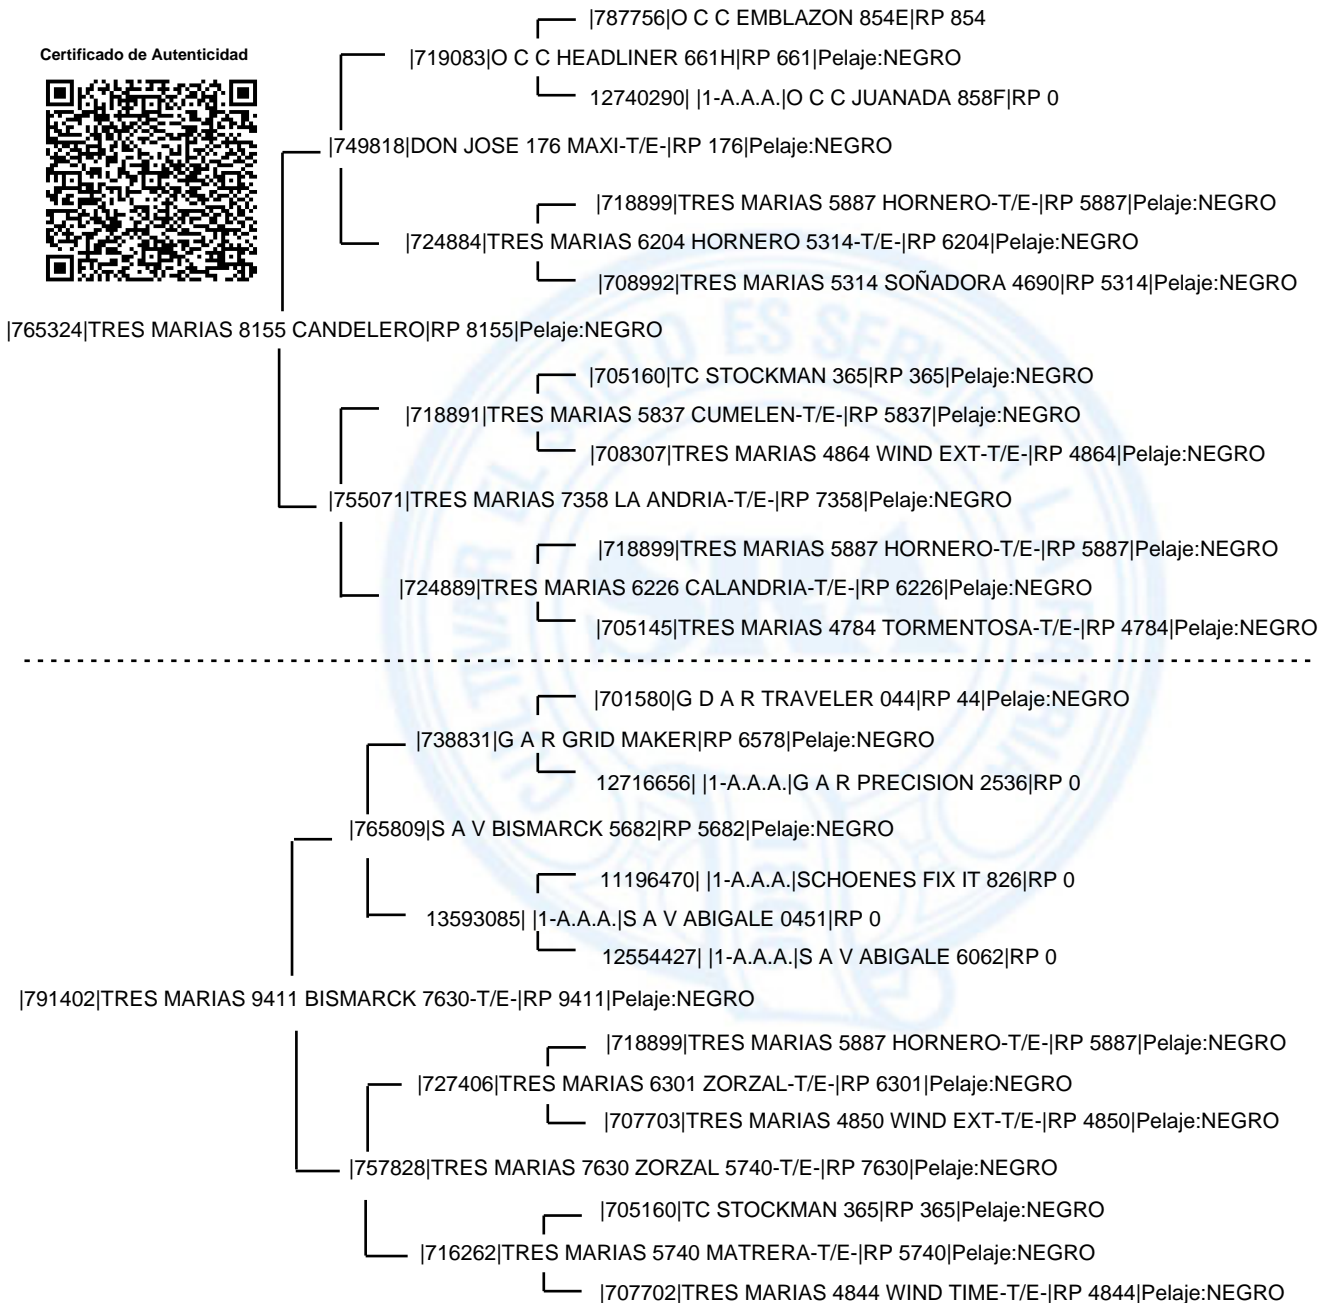 |787756|O C C EMBLAZON 854E|RP 854
Certificado de Autenticidad
|719083|O C C HEADLINER 661H|RP 661|Pelaje:NEGRO
12740290| |1-A.A.A.|O C C JUANADA 858F|RP 0
|749818|DON JOSE 176 MAXI-T/E-|RP 176|Pelaje:NEGRO
|718899|TRES MARIAS 5887 HORNERO-T/E-|RP 5887|Pelaje:NEGRO
|724884|TRES MARIAS 6204 HORNERO 5314-T/E-|RP 6204|Pelaje:NEGRO
|708992|TRES MARIAS 5314 SOÑADORA 4690|RP 5314|Pelaje:NEGRO
|765324|TRES MARIAS 8155 CANDELERO|RP 8155|Pelaje:NEGRO
|705160|TC STOCKMAN 365|RP 365|Pelaje:NEGRO
|718891|TRES MARIAS 5837 CUMELEN-T/E-|RP 5837|Pelaje:NEGRO
|708307|TRES MARIAS 4864 WIND EXT-T/E-|RP 4864|Pelaje:NEGRO
|755071|TRES MARIAS 7358 LA ANDRIA-T/E-|RP 7358|Pelaje:NEGRO
|718899|TRES MARIAS 5887 HORNERO-T/E-|RP 5887|Pelaje:NEGRO
|724889|TRES MARIAS 6226 CALANDRIA-T/E-|RP 6226|Pelaje:NEGRO
|705145|TRES MARIAS 4784 TORMENTOSA-T/E-|RP 4784|Pelaje:NEGRO
|701580|G D A R TRAVELER 044|RP 44|Pelaje:NEGRO
|738831|G A R GRID MAKER|RP 6578|Pelaje:NEGRO
12716656| |1-A.A.A.|G A R PRECISION 2536|RP 0
|765809|S A V BISMARCK 5682|RP 5682|Pelaje:NEGRO
11196470| |1-A.A.A.|SCHOENES FIX IT 826|RP 0
13593085| |1-A.A.A.|S A V ABIGALE 0451|RP 0
12554427| |1-A.A.A.|S A V ABIGALE 6062|RP 0
|791402|TRES MARIAS 9411 BISMARCK 7630-T/E-|RP 9411|Pelaje:NEGRO
|718899|TRES MARIAS 5887 HORNERO-T/E-|RP 5887|Pelaje:NEGRO
|727406|TRES MARIAS 6301 ZORZAL-T/E-|RP 6301|Pelaje:NEGRO
|707703|TRES MARIAS 4850 WIND EXT-T/E-|RP 4850|Pelaje:NEGRO
|757828|TRES MARIAS 7630 ZORZAL 5740-T/E-|RP 7630|Pelaje:NEGRO
|705160|TC STOCKMAN 365|RP 365|Pelaje:NEGRO
|716262|TRES MARIAS 5740 MATRERA-T/E-|RP 5740|Pelaje:NEGRO
|707702|TRES MARIAS 4844 WIND TIME-T/E-|RP 4844|Pelaje:NEGRO
CULTIVAR EL SUELO ES SERVIR A LA PATRIA
SRA